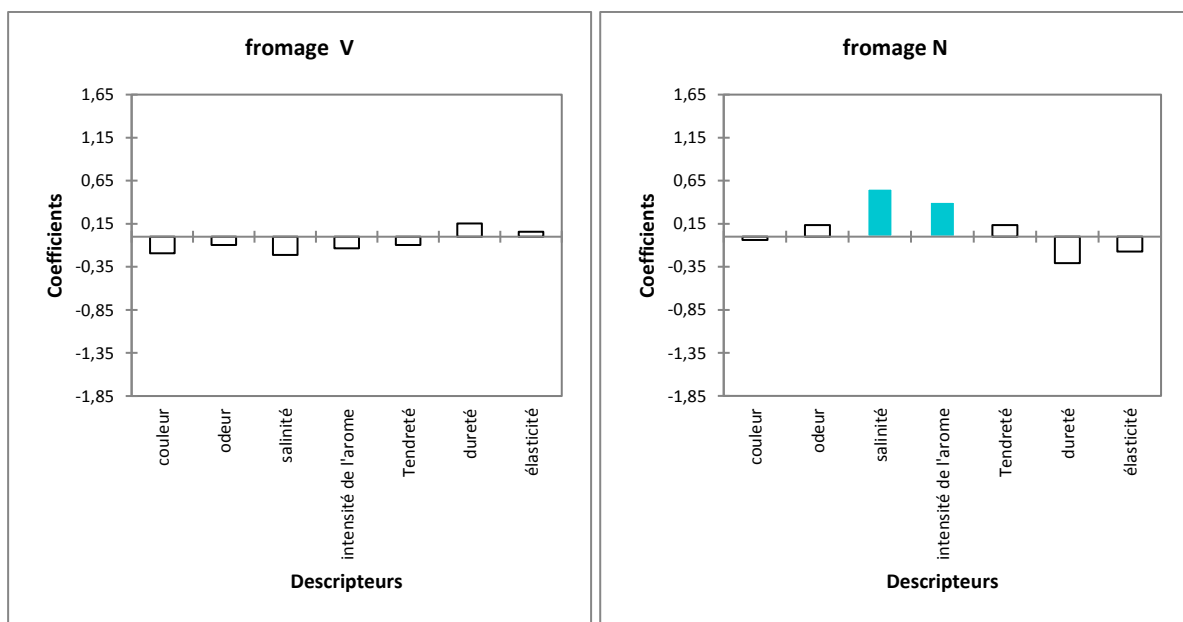 fromage V
1,65
1,15
0,65
0,15
-0,35
-0,85
-1,35
-1,85
Coefficients
couleur
odeur
salinité
intensité de l'arome
Tendreté
dureté
élasticité
Descripteurs
fromage N
1,65
1,15
0,65
0,15
-0,35
-0,85
-1,35
-1,85
Coefficients
couleur
odeur
salinité
intensité de l'arome
Tendreté
dureté
élasticité
Descripteurs